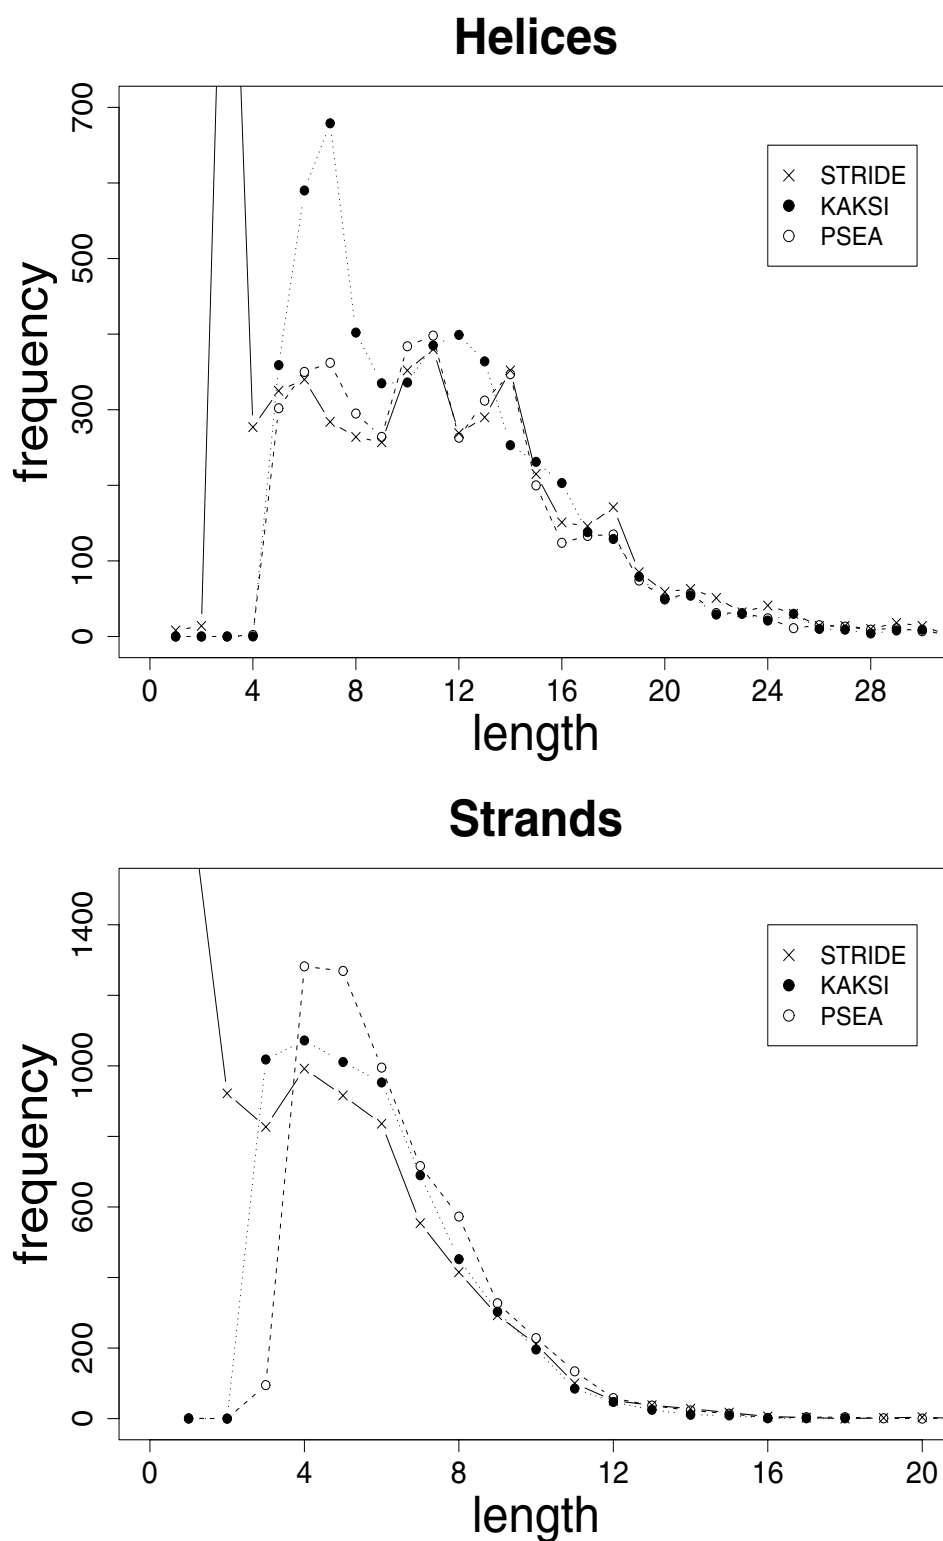 Helices
frequency
700
500
300
100
0
STRIDE
KAKSI
PSEA
0 4 8 12 16 20 24 28
length
Strands
frequency
1400
1000
600
200
0
STRIDE
KAKSI
PSEA
0 4 8 12 16 20
length